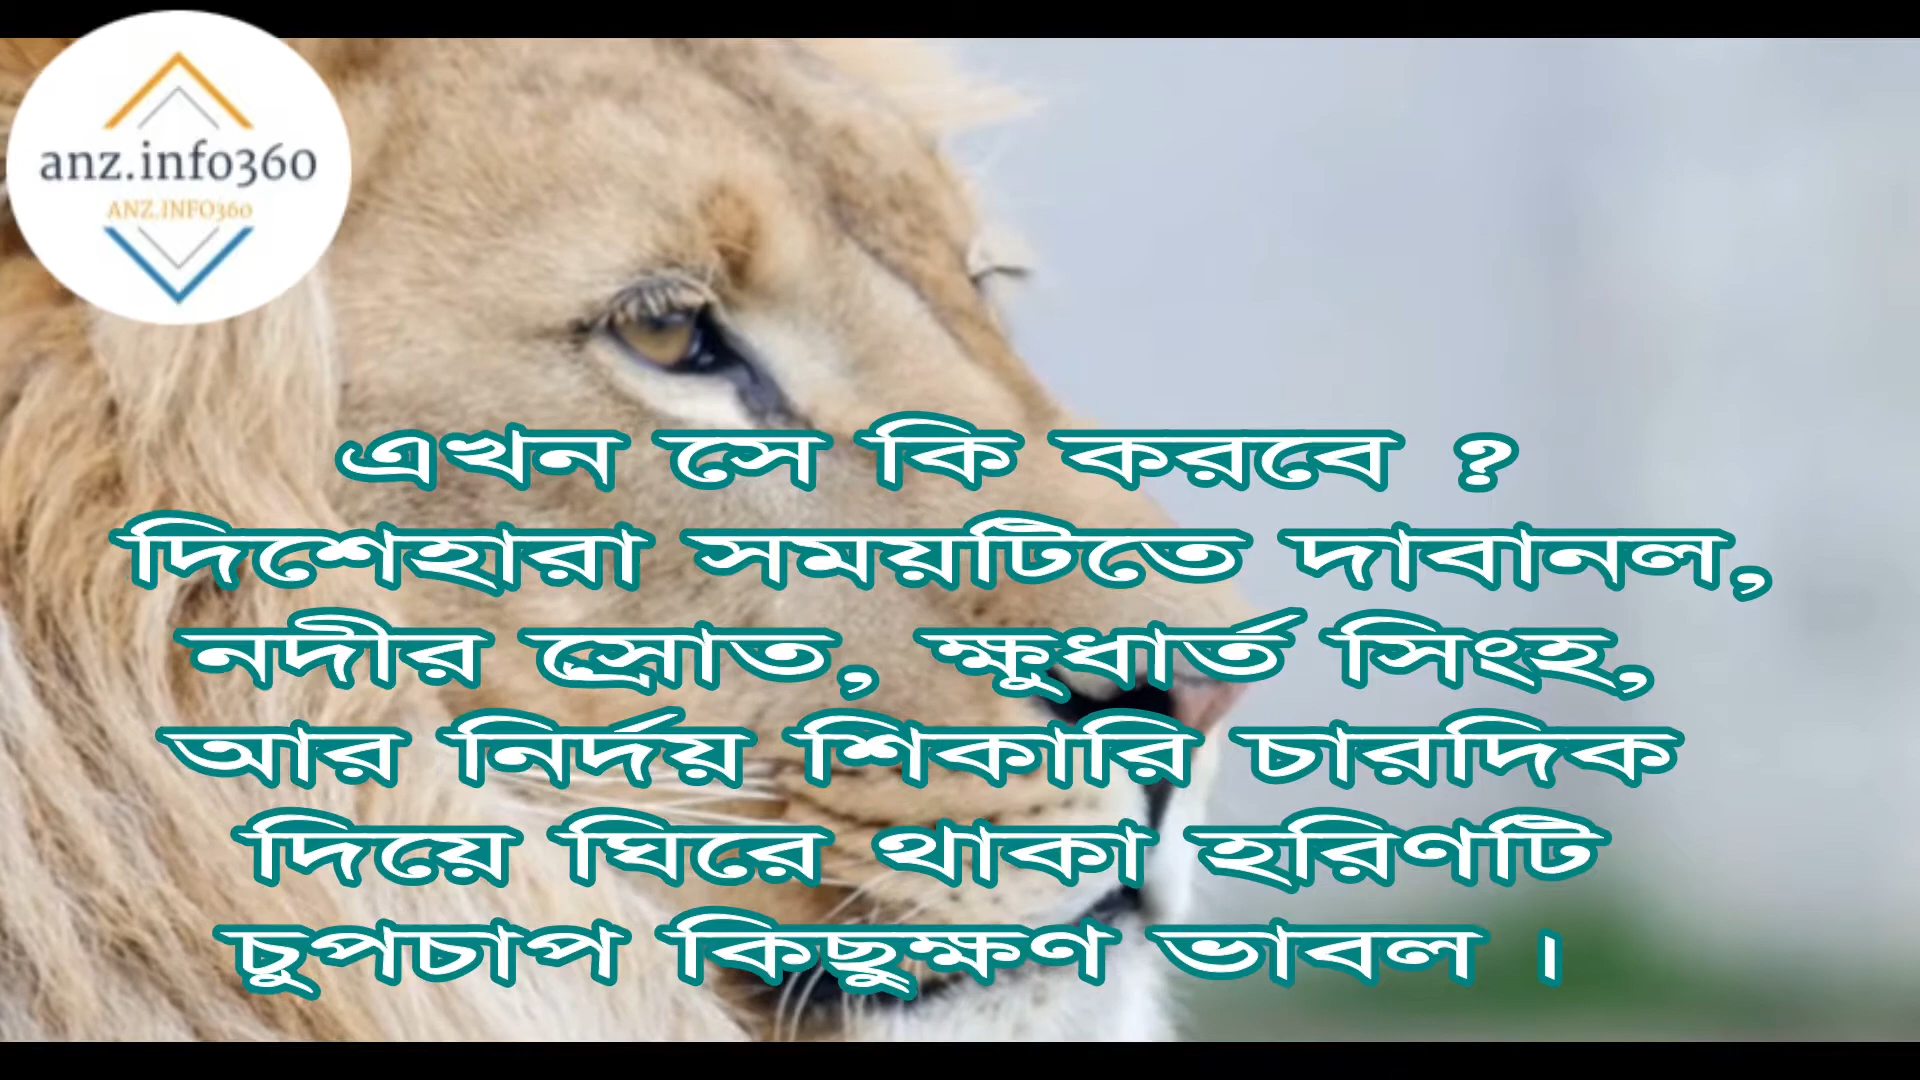 anz.info360
ANZ.INFO360
এখন সে কি করবে ?
দিশেহারা সময়টিতে দাবানল,
নদীর স্রোত, ক্ষুধার্ত সিংহ,
আর নির্দয় শিকারি চারদিক
দিয়ে ঘিরে থাকা হরিণটি
চুপচাপ কিছুক্ষণ ভাবল ।